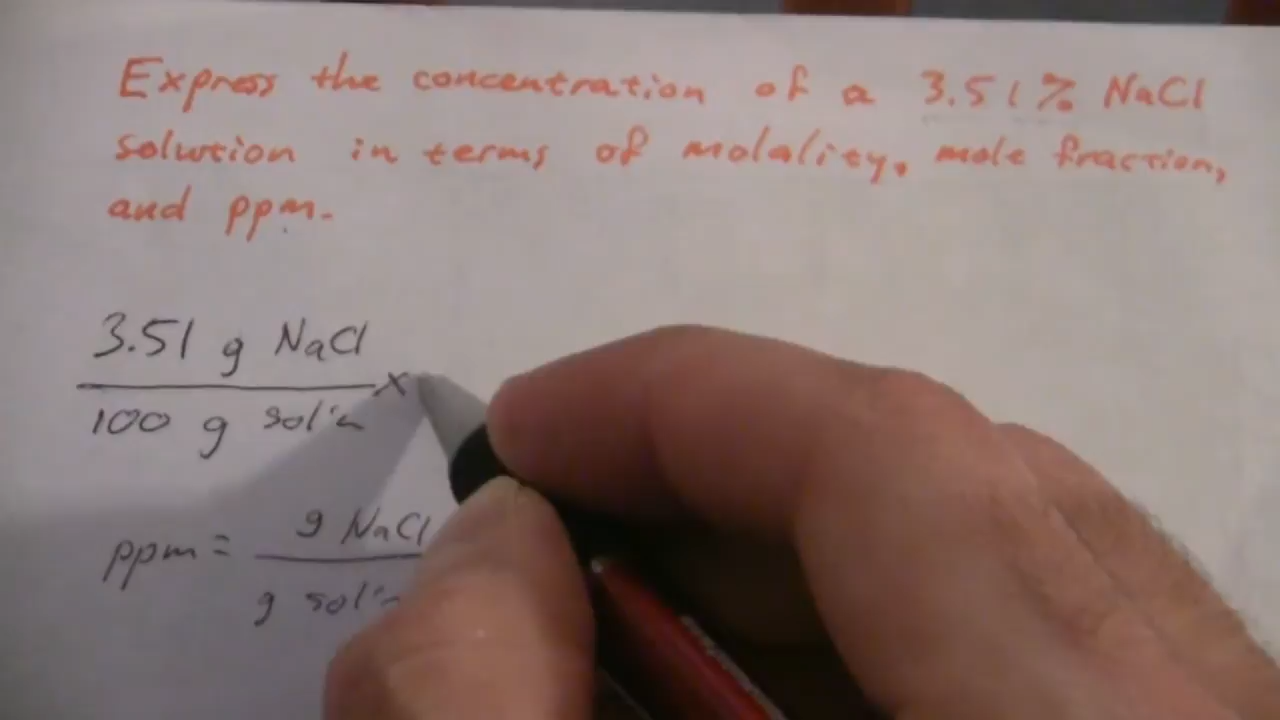 Express the concentration of a 3.51% NaCl
solution in terms of molality, mole fraction,
and ppm.
3.51 g NaCl
100 g sol'n
×
ppm = g NaCl
g sol'n